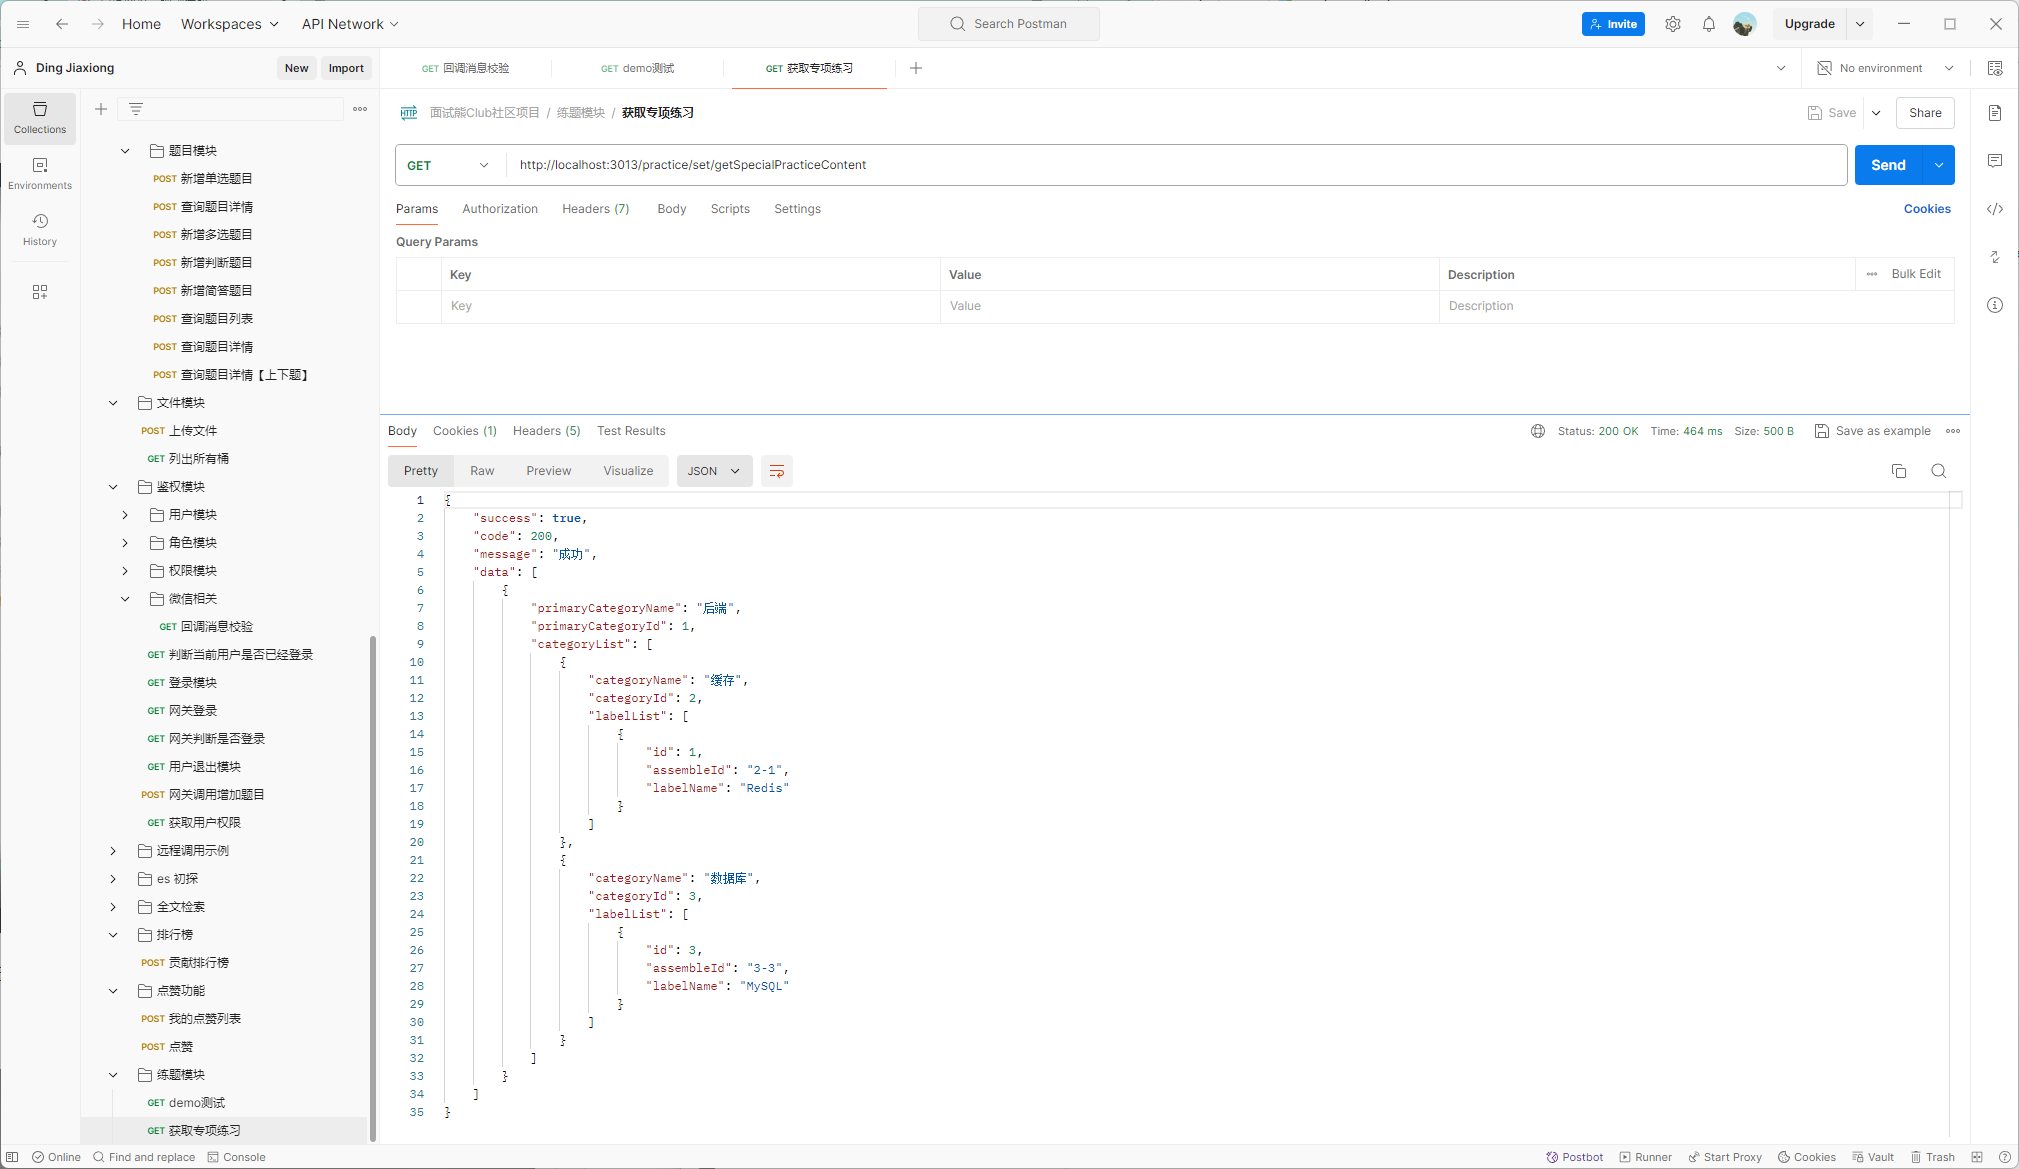 Home Workspaces API Network Search Postman Invite Upgrade
Ding Jiaxiong New Import GET 回调消息校验 GET demo测试 GET 获取专项练习 No environment
Collections
Environments
History
题目模块
POST 新增单选题目
POST 查询题目详情
POST 新增多选题目
POST 新增判断题目
POST 新增简答题目
POST 查询题目列表
POST 查询题目详情
POST 查询题目详情【上下题】
文件模块
POST 上传文件
GET 列出所有桶
鉴权模块
用户模块
角色模块
权限模块
微信相关
GET 回调消息校验
GET 判断当前用户是否已经登录
GET 登录模块
GET 网关登录
GET 网关判断是否登录
GET 用户退出模块
POST 网关调用增加题目
GET 获取用户权限
远程调用示例
es 初探
全文检索
排行榜
POST 贡献排行榜
点赞功能
POST 我的点赞列表
POST 点赞
练题模块
GET demo测试
GET 获取专项练习
HTTP 面试熊Club社区项目 / 练题模块 / 获取专项练习 Save Share
GET http://localhost:3013/practice/set/getSpecialPracticeContent Send
Params Authorization Headers (7) Body Scripts Settings Cookies
Query Params
Key Value Description Bulk Edit
Key Value Description
Body Cookies (1) Headers (5) Test Results Status: 200 OK Time: 464 ms Size: 500 B Save as example
Pretty Raw Preview Visualize JSON
1 {
2 "success": true,
3 "code": 200,
4 "message": "成功",
5 "data": [
6 {
7 "primaryCategoryName": "后端",
8 "primaryCategoryId": 1,
9 "categoryList": [
10 {
11 "categoryName": "缓存",
12 "categoryId": 2,
13 "labelList": [
14 {
15 "id": 1,
16 "assembleId": "2-1",
17 "labelName": "Redis"
18 }
19 ]
20 },
21 {
22 "categoryName": "数据库",
23 "categoryId": 3,
24 "labelList": [
25 {
26 "id": 3,
27 "assembleId": "3-3",
28 "labelName": "MySQL"
29 }
30 ]
31 }
32 ]
33 }
34 ]
35 }
Online Find and replace Console Postbot Runner Start Proxy Cookies Vault Trash